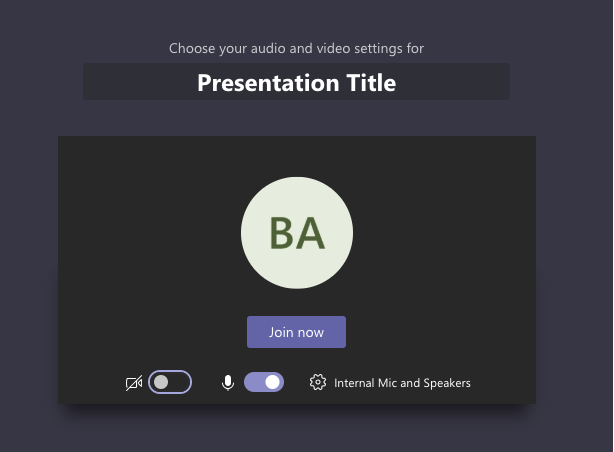 Choose your audio and video settings for
Presentation Title
BA
Join now
Internal Mic and Speakers